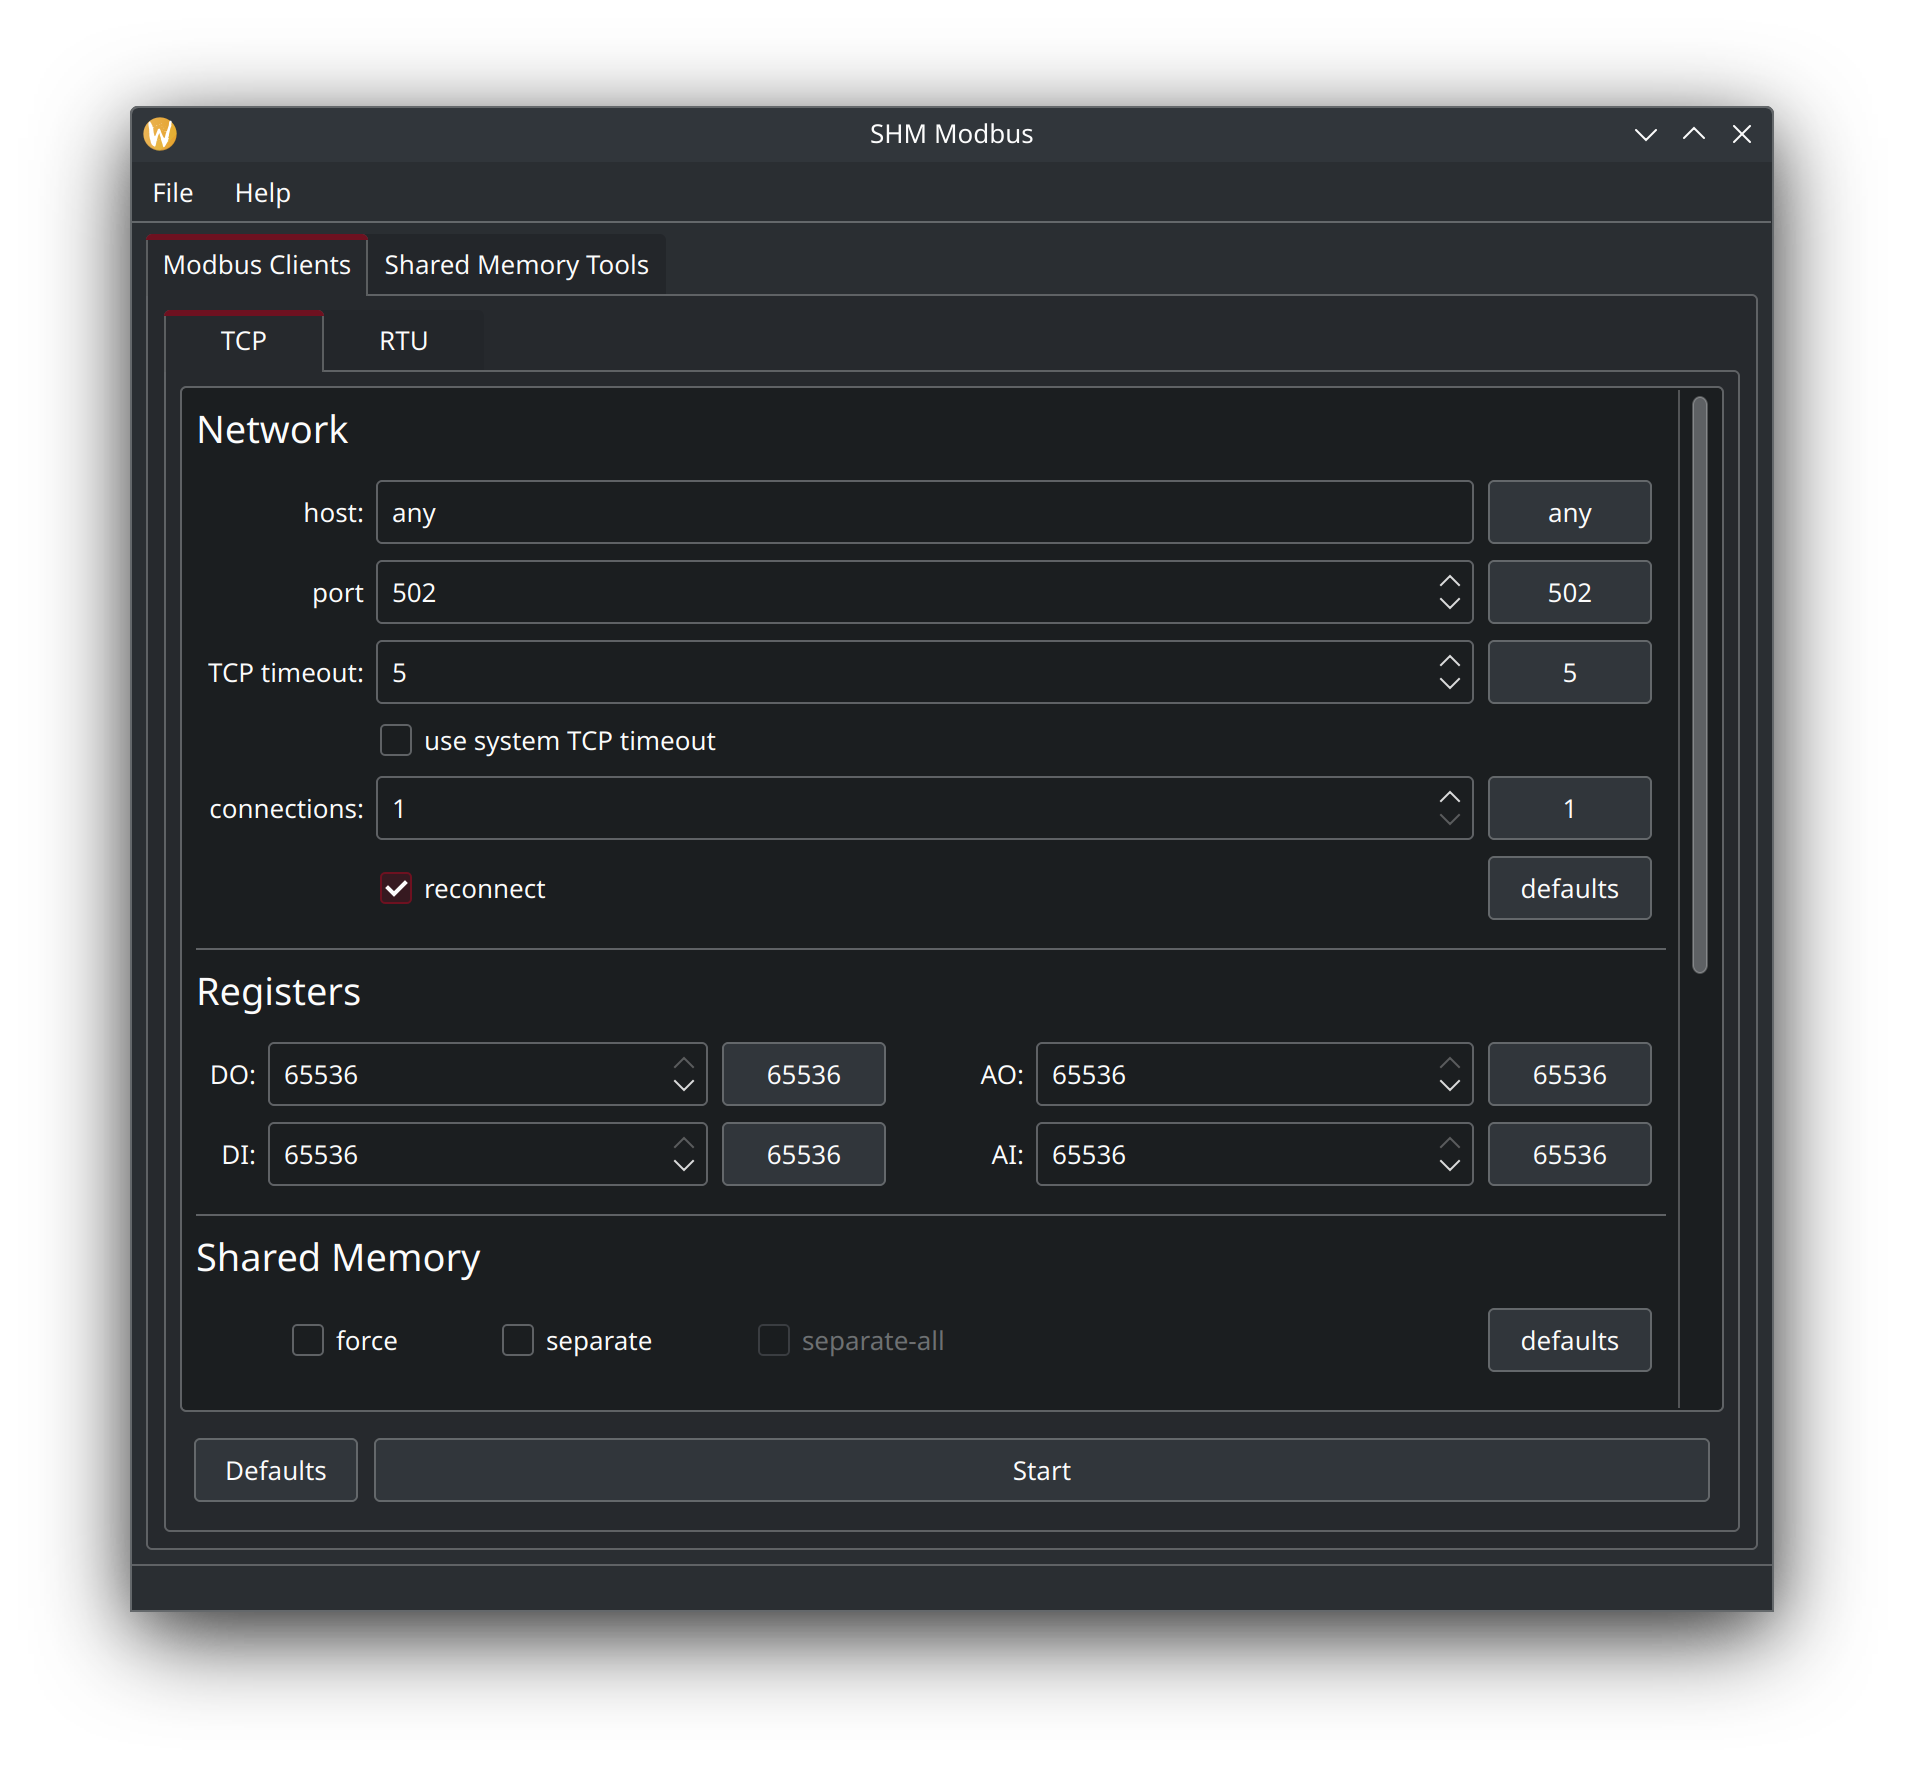 SHM Modbus
File Help
Modbus Clients Shared Memory Tools
TCP RTU
Network
host: any any
port 502 502
TCP timeout: 5 5
use system TCP timeout
connections: 1 1
reconnect defaults
Registers
DO: 65536 65536 AO: 65536 65536
DI: 65536 65536 AI: 65536 65536
Shared Memory
force separate separate-all defaults
Defaults Start